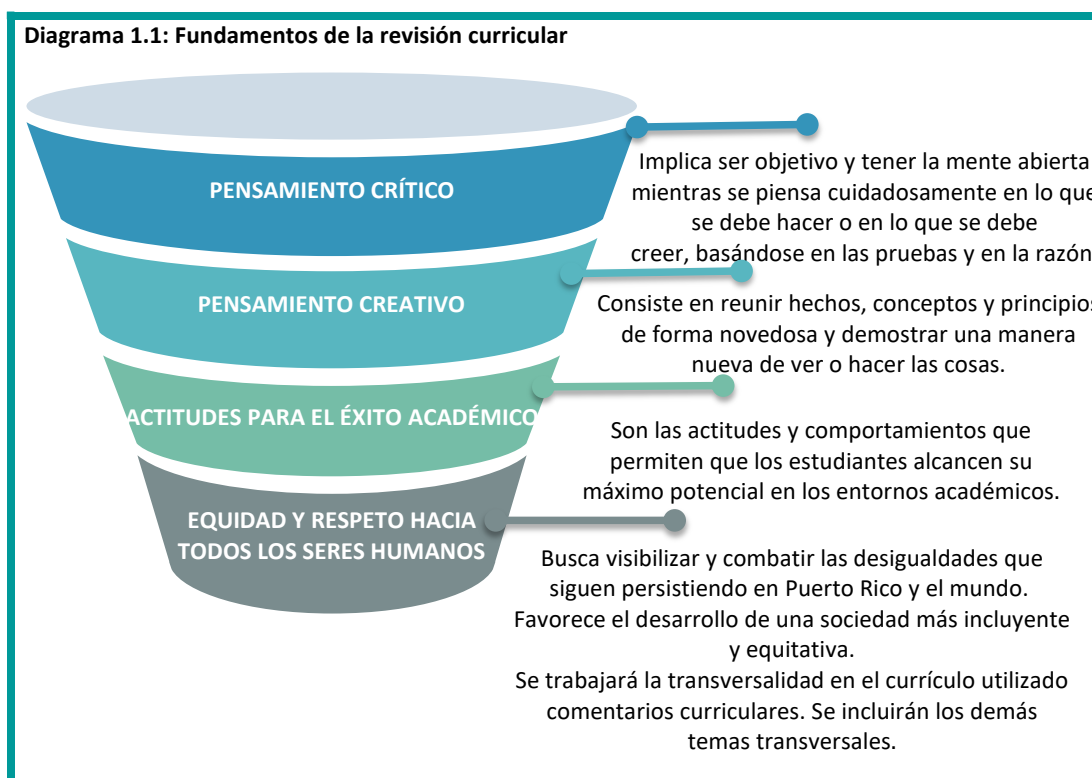 Diagrama 1.1: Fundamentos de la revisión curricular
PENSAMIENTO CRÍTICO
Implica ser objetivo y tener la mente abierta
mientras se piensa cuidadosamente en lo que
se debe hacer o en lo que se debe
creer, basándose en las pruebas y en la razón
PENSAMIENTO CREATIVO
Consiste en reunir hechos, conceptos y principios
de forma novedosa y demostrar una manera
nueva de ver o hacer las cosas.
ACTITUDES PARA EL ÉXITO ACADÉMICO
Son las actitudes y comportamientos que
permiten que los estudiantes alcancen su
máximo potencial en los entornos académicos.
EQUIDAD Y RESPETO HACIA
TODOS LOS SERES HUMANOS
Busca visibilizar y combatir las desigualdades que
siguen persistiendo en Puerto Rico y el mundo.
Favorece el desarrollo de una sociedad más incluyente
y equitativa.
Se trabajará la transversalidad en el currículo utilizado
comentarios curriculares. Se incluirán los demás
temas transversales.